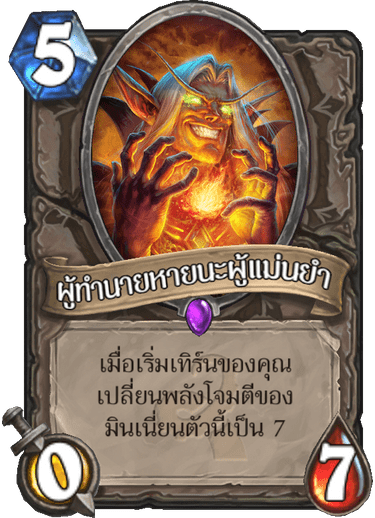 5
ผู้ทำนายหายนะผู้แม่นยำ
เมื่อเริ่มเทิร์นของคุณ
เปลี่ยนพลังโจมตีของ
มินเนี่ยนตัวนี้เป็น 7
0
7